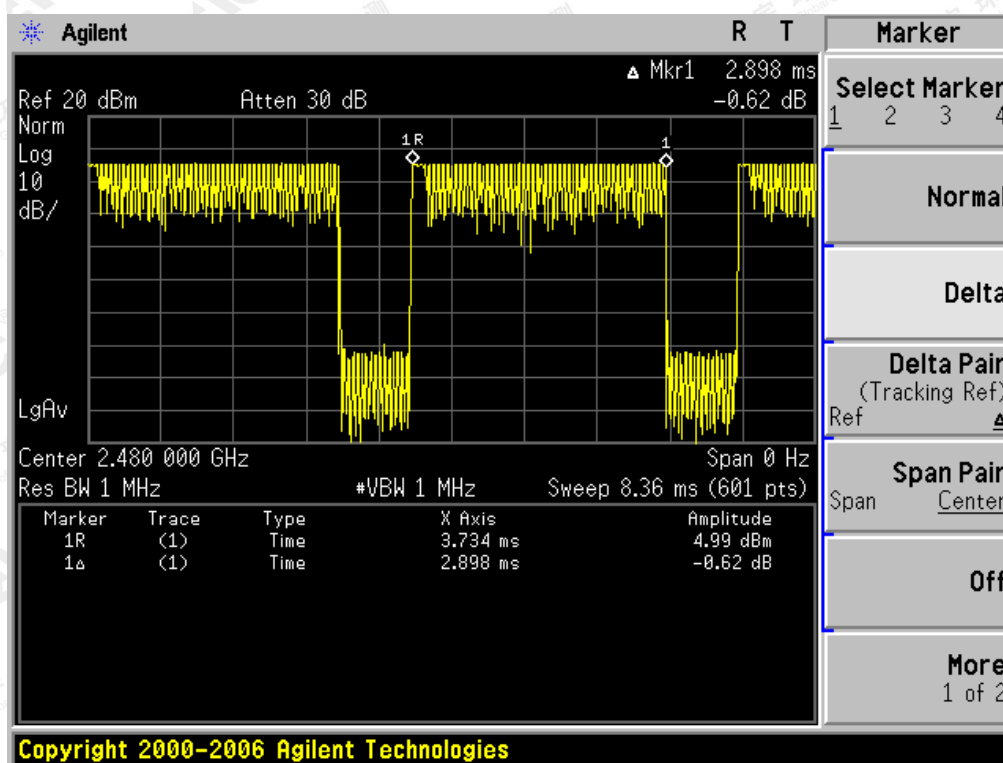 Agilent R T Marker
Δ Mkr1 2.898 ms
Ref 20 dBm Atten 30 dB -0.62 dB
Norm
Log
10
dB/
1R
1
LgAv
Center 2.480 000 GHz Span 0 Hz
Res BW 1 MHz #VBW 1 MHz Sweep 8.36 ms (601 pts)
Marker Trace Type X Axis Amplitude
1R (1) Time 3.734 ms 4.99 dBm
1Δ (1) Time 2.898 ms -0.62 dB
Select Marker
1 2 3 4
Normal
Delta
Delta Pair
(Tracking Ref)
Ref Δ
Span Pair
Span Center
Off
More
1 of 2
Copyright 2000-2006 Agilent Technologies